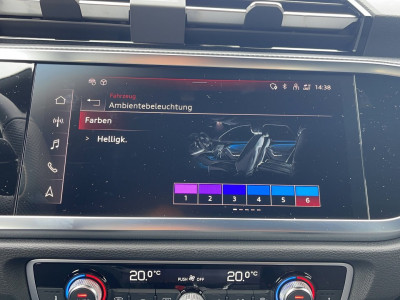 14:38
Fahrzeug
Ambientebeleuchtung
Farben
> Helligk.
1 2 3 4 5 6
20.0°C PUSH OFF 20.0°C